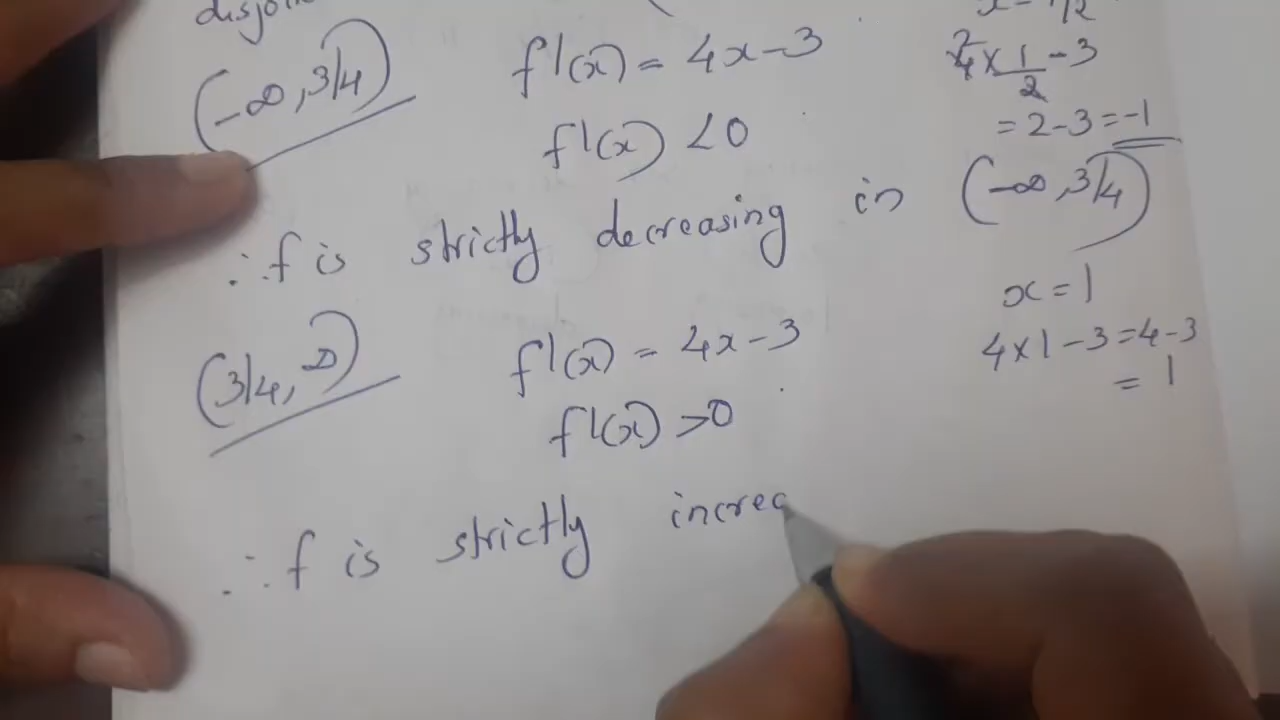 (-∞, 3/4) f'(x) = 4x-3
4 × 1/2 - 3
f'(x) < 0
= 2-3 = -1
∴ f is strictly decreasing in (-∞, 3/4)
x = 1
(3/4, ∞) f'(x) = 4x-3
4×1-3 = 4-3
= 1
f'(x) > 0
∴ f is strictly increa